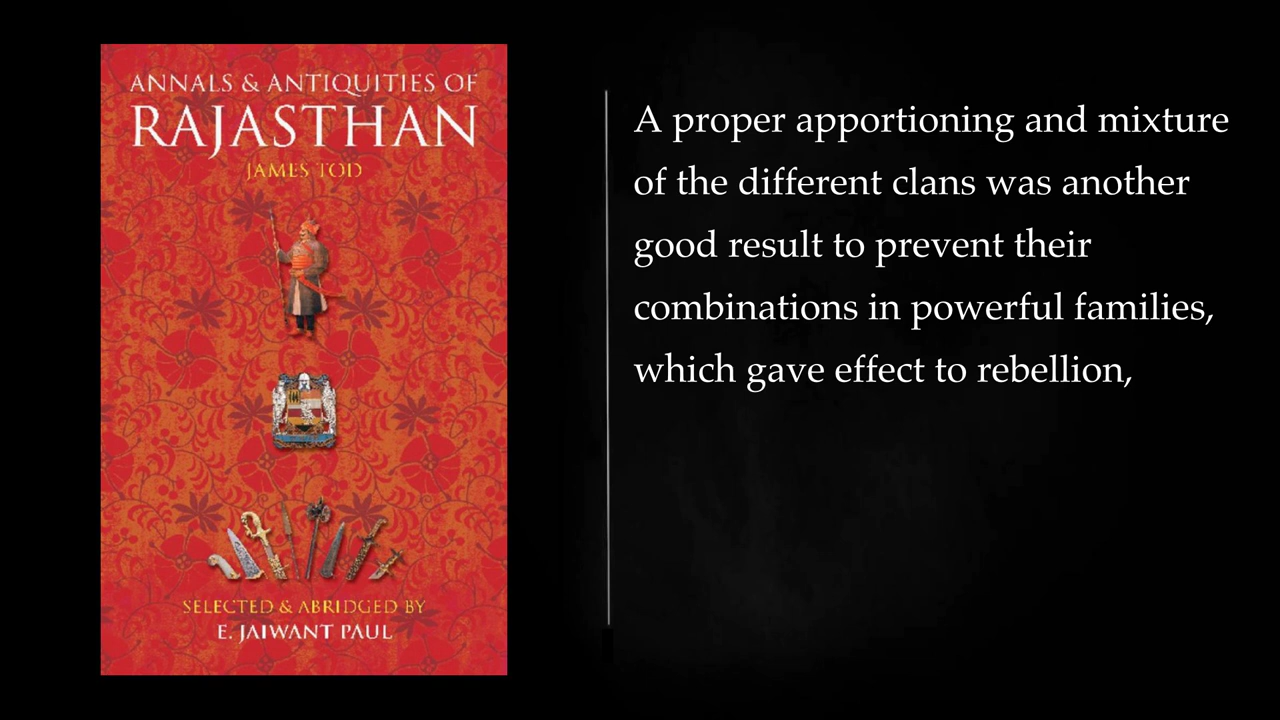 ANNALS & ANTIQUITIES OF
RAJASTHAN
JAMES TOD
SELECTED & ABRIDGED BY
E. JAIWANT PAUL
A proper apportioning and mixture
of the different clans was another
good result to prevent their
combinations in powerful families,
which gave effect to rebellion,